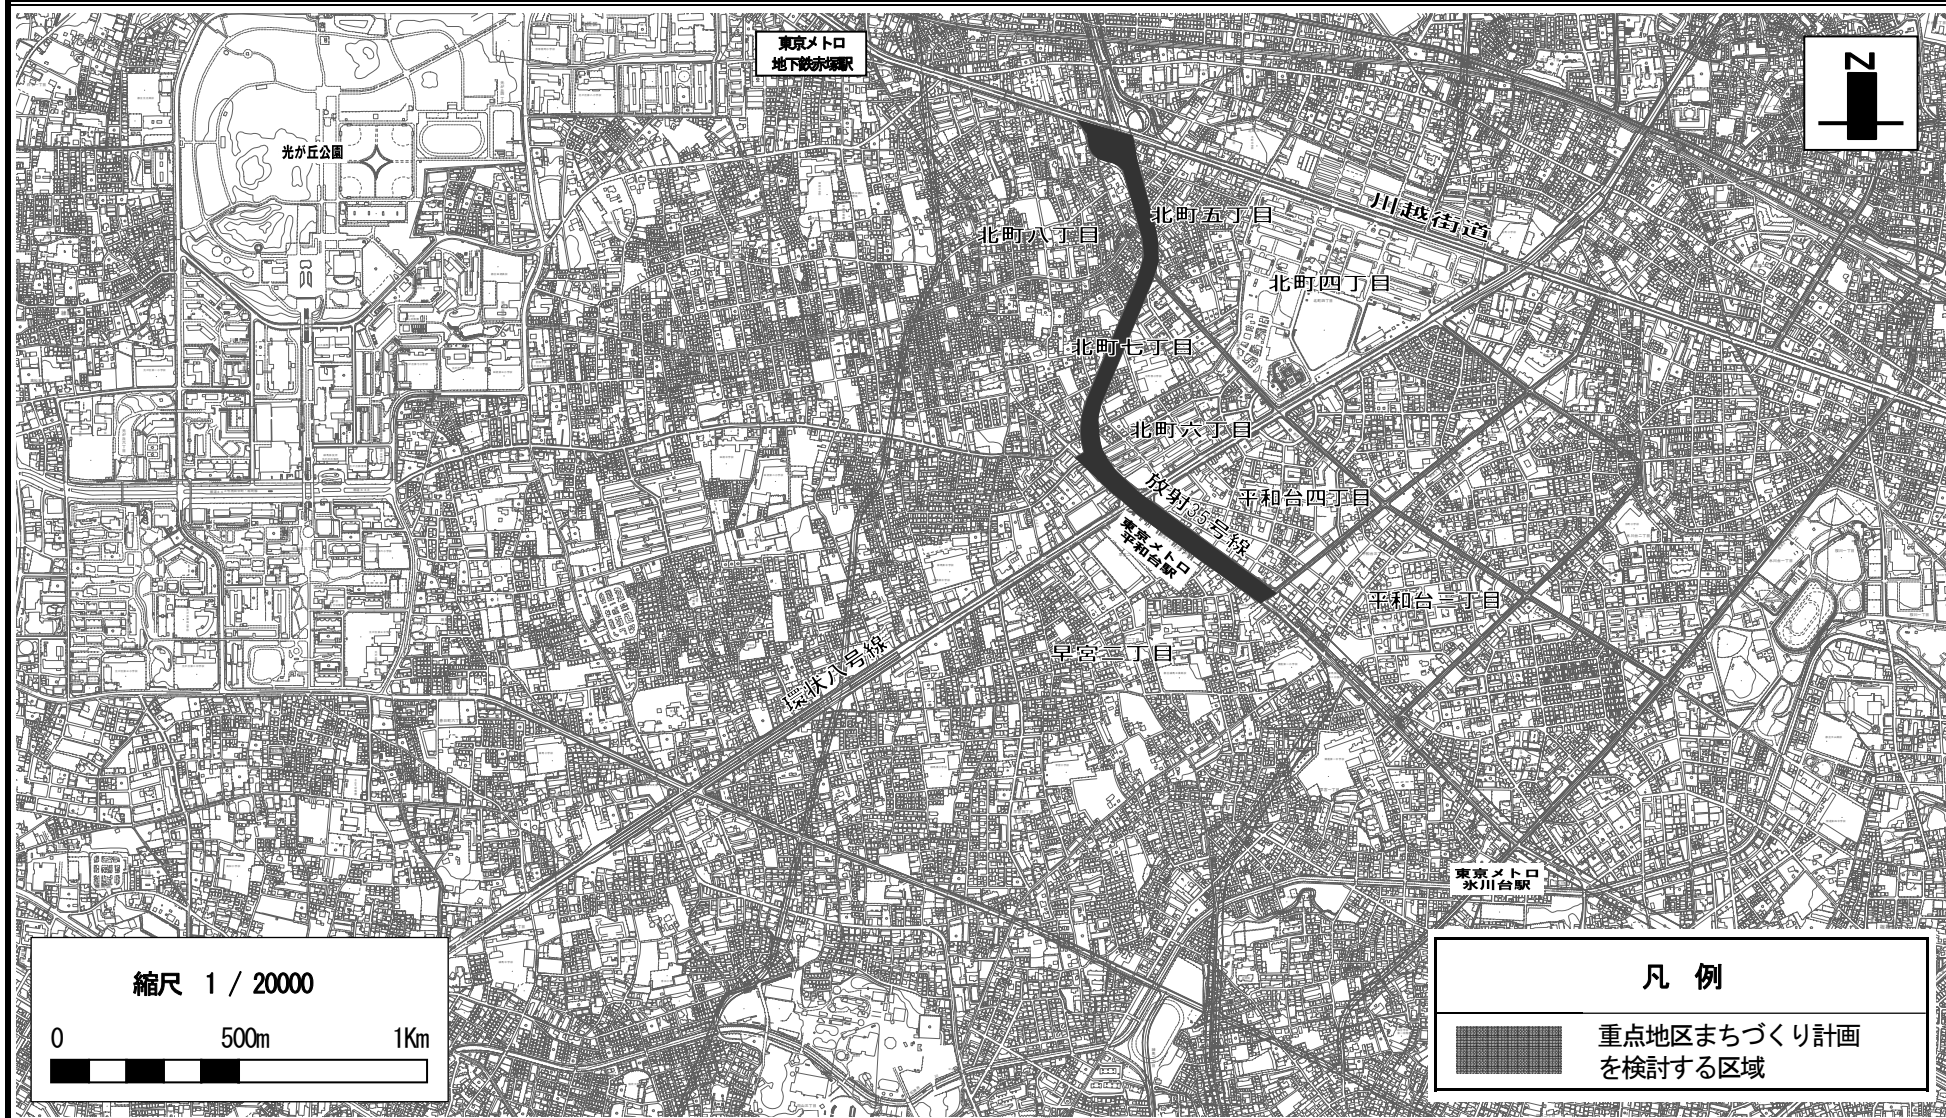 東京メトロ
地下鉄赤塚駅
N
光が丘公園
川越街道
北町五丁目
北町八丁目
北町四丁目
北町七丁目
北町六丁目
放射35号線
平和台四丁目
東京メトロ
平和台駅
平和台三丁目
早宮二丁目
環状八号線
東京メトロ
氷川台駅
縮尺 1 / 20000
0 500m 1Km
凡 例
重点地区まちづくり計画
を検討する区域